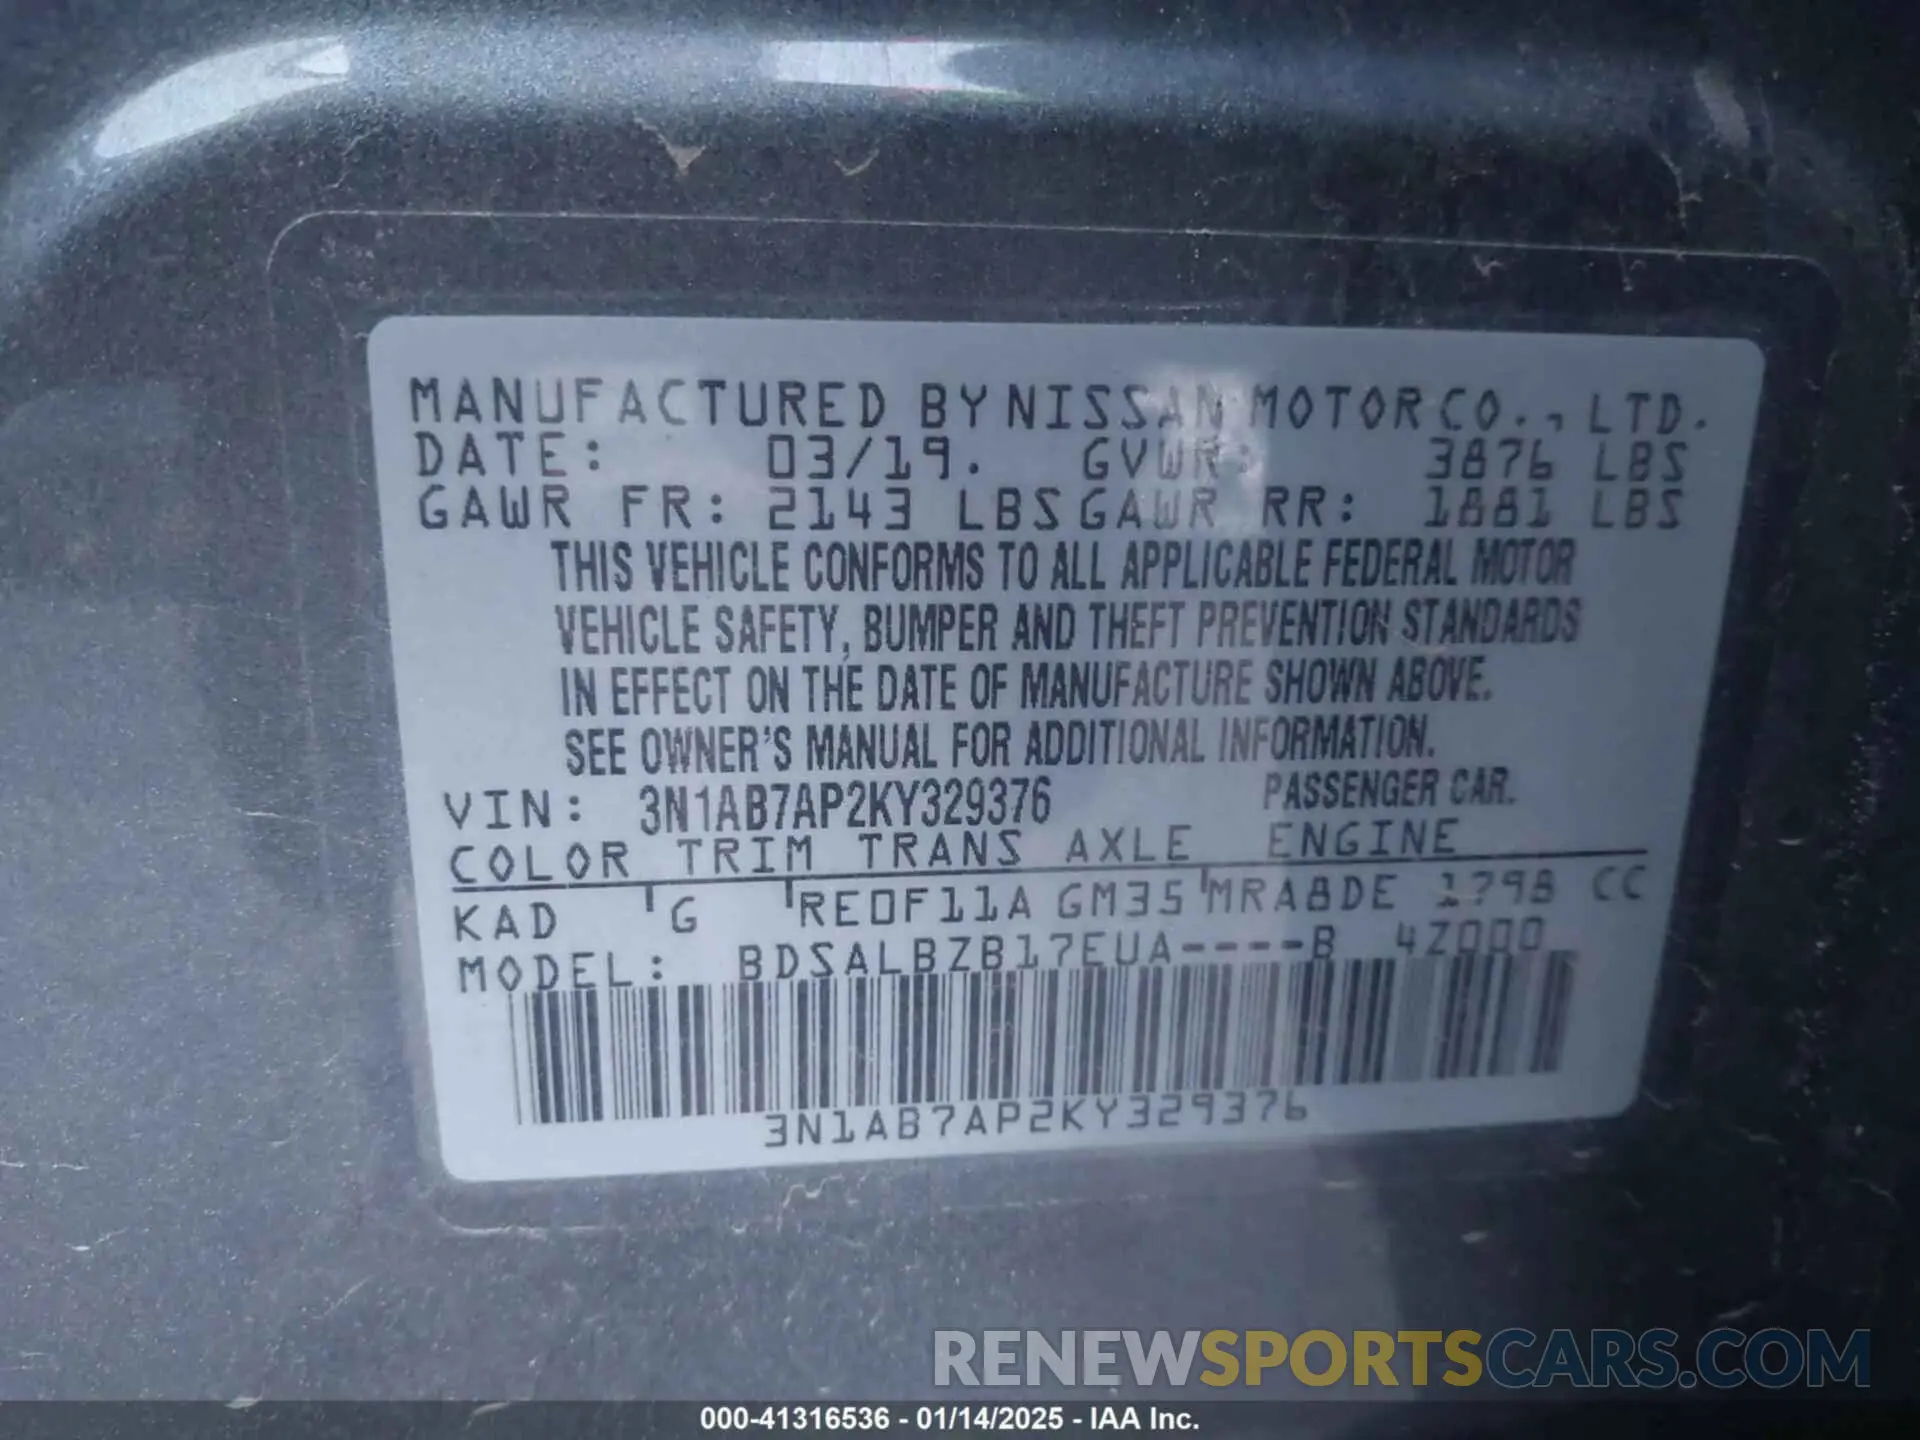 MANUFACTURED BY NISSAN MOTOR CO., LTD.
DATE: 03/19. GVWR: 3876 LBS
GAWR FR: 2143 LBS GAWR RR: 1881 LBS
THIS VEHICLE CONFORMS TO ALL APPLICABLE FEDERAL MOTOR
VEHICLE SAFETY, BUMPER AND THEFT PREVENTION STANDARDS
IN EFFECT ON THE DATE OF MANUFACTURE SHOWN ABOVE.
SEE OWNER'S MANUAL FOR ADDITIONAL INFORMATION.
VIN: 3N1AB7AP2KY329376 PASSENGER CAR.
COLOR TRIM TRANS AXLE ENGINE
KAD G RE0F11A GM35 MRA8DE 1798 CC
MODEL: BDSALBZB17EUA----B 4Z000
3N1AB7AP2KY329376
RENEWSPORTSCARS.COM
000-41316536 - 01/14/2025 - IAA Inc.